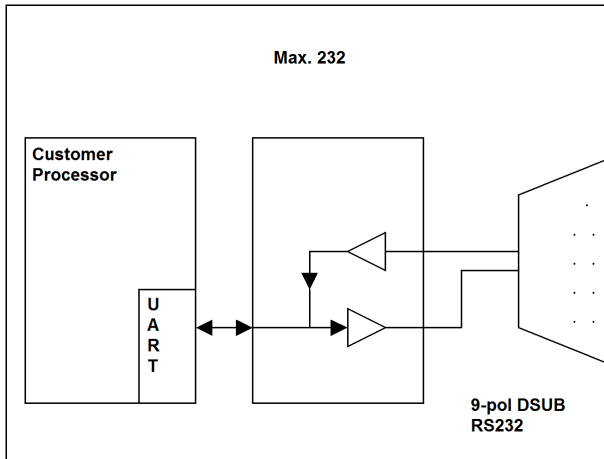 Max. 232
Customer
Processor
U
A
R
T
9-pol DSUB
RS232